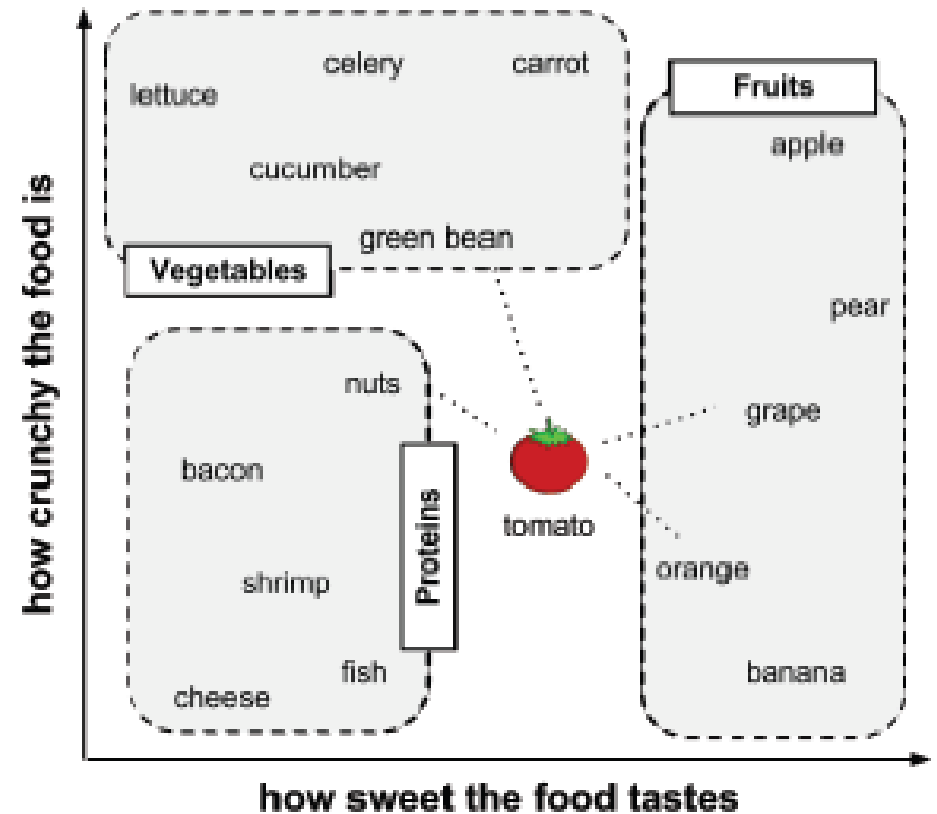 celery
carrot
lettuce
Fruits
apple
cucumber
green bean
Vegetables
pear
nuts
grape
bacon
Proteins
tomato
orange
shrimp
fish
banana
cheese
how crunchy the food is
how sweet the food tastes